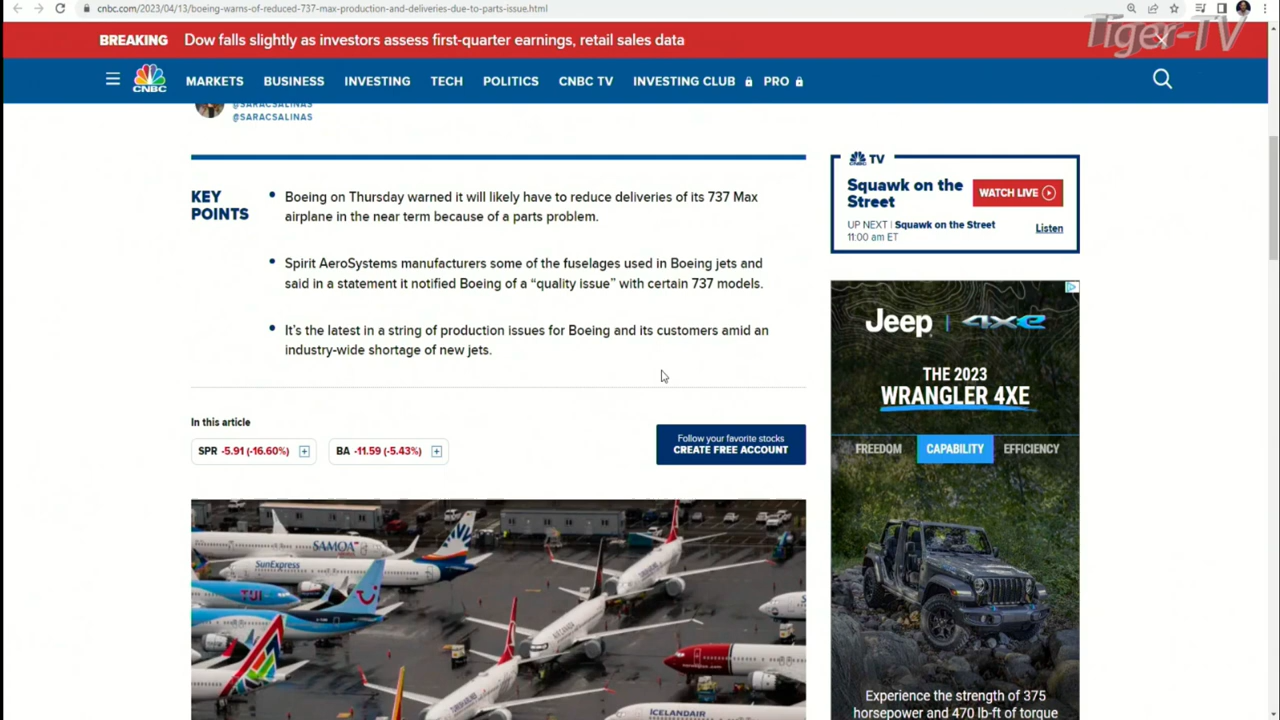 cnbc.com/2023/04/13/boeing-warns-of-reduced-737-max-production-and-deliveries-due-to-parts-issue.html
Tiger-TV
BREAKING Dow falls slightly as investors assess first-quarter earnings, retail sales data
CNBC MARKETS BUSINESS INVESTING TECH POLITICS CNBC TV INVESTING CLUB PRO
@SARACSALINAS
@SARACSALINAS
KEY
POINTS
Boeing on Thursday warned it will likely have to reduce deliveries of its 737 Max
airplane in the near term because of a parts problem.
Spirit AeroSystems manufacturers some of the fuselages used in Boeing jets and
said in a statement it notified Boeing of a “quality issue” with certain 737 models.
It’s the latest in a string of production issues for Boeing and its customers amid an
industry-wide shortage of new jets.
In this article
SPR -5.91 (-16.60%)
BA -11.59 (-5.43%)
Follow your favorite stocks
CREATE FREE ACCOUNT
CNBC TV
Squawk on the
Street
WATCH LIVE
UP NEXT | Squawk on the Street
11:00 am ET
Listen
Jeep | 4xe
THE 2023
WRANGLER 4XE
FREEDOM CAPABILITY EFFICIENCY
Experience the strength of 375
horsepower and 470 lb-ft of torque
SAMOA
SunExpress
TUI
ICELANDAIR